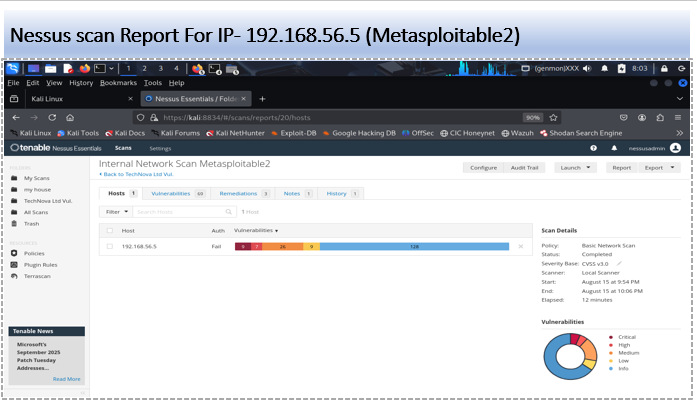 Nessus scan Report For IP- 192.168.56.5 (Metasploitable2)
1 2 3 4 (genmon)XXX 8:03
File Edit View History Bookmarks Tools Help
Kali Linux Nessus Essentials / Folde
https://kali:8834/#/scans/reports/20/hosts 90%
Kali Linux Kali Tools Kali Docs Kali Forums Kali NetHunter Exploit-DB Google Hacking DB OffSec CIC Honeynet Wazuh Shodan Search Engine
tenable Nessus Essentials Scans Settings nessusadmin
Internal Network Scan Metasploitable2
Back to TechNova Ltd Vul.
Configure Audit Trail Launch Report Export
FOLDERS
My Scans
my house
TechNova Ltd Vul.
All Scans
Trash
RESOURCES
Policies
Plugin Rules
Terrascan
Hosts 1 Vulnerabilities 69 Remediations 3 Notes 1 History 1
Filter Search Hosts 1 Host
Host Auth Vulnerabilities
192.168.56.5 Fail 26 9 128
Scan Details
Policy: Basic Network Scan
Status: Completed
Severity Base: CVSS v3.0
Scanner: Local Scanner
Start: August 15 at 9:54 PM
End: August 15 at 10:06 PM
Elapsed: 12 minutes
Vulnerabilities
Critical
High
Medium
Low
Info
Tenable News
Microsoft's
September 2025
Patch Tuesday
Addresses...
Read More